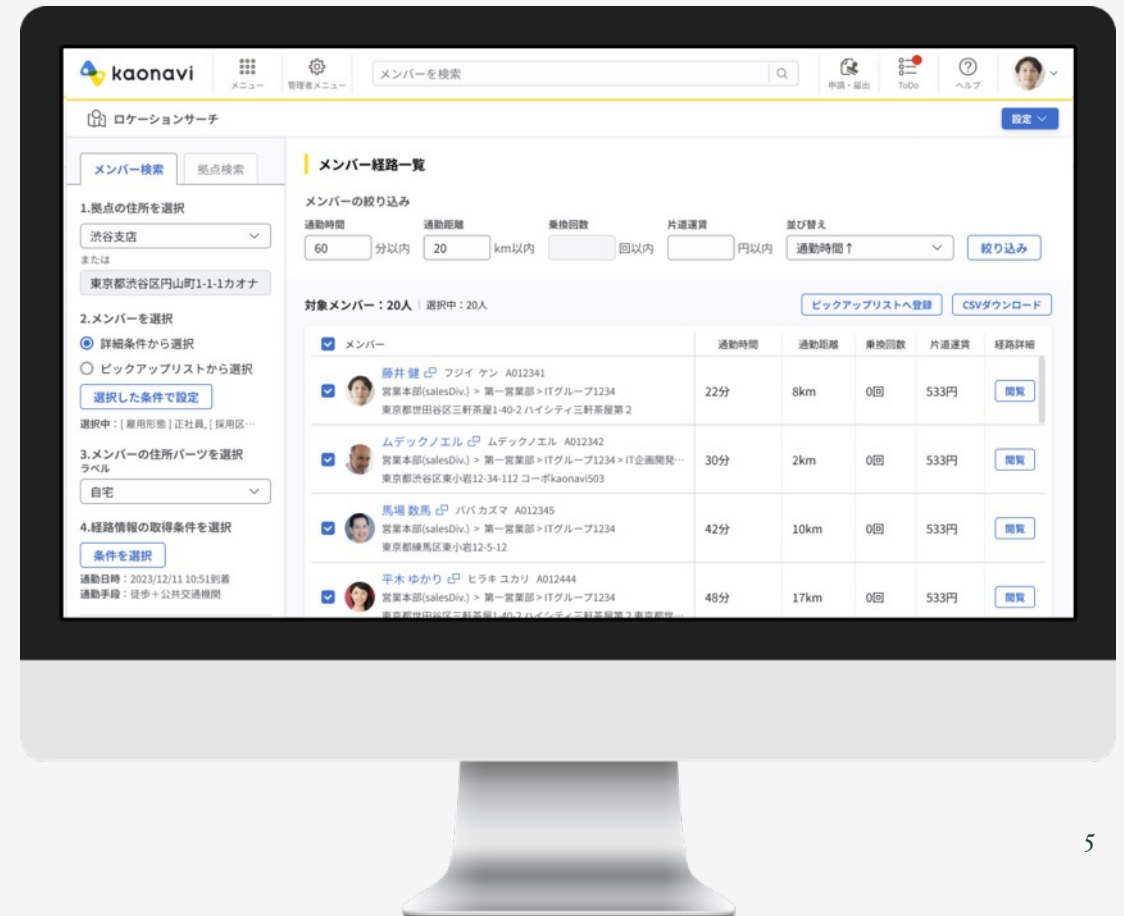 kaonavi
メニュー
管理者メニュー
メンバーを検索
申請・届出
ToDo
ヘルプ
ロケーションサーチ
設定
メンバー検索
拠点検索
1.拠点の住所を選択
渋谷支店
または
東京都渋谷区円山町1-1-1カオナ
2.メンバーを選択
詳細条件から選択
ピックアップリストから選択
選択した条件で設定
選択中：[ 雇用形態 ] 正社員, [ 採用区…
3.メンバーの住所パーツを選択
ラベル
自宅
4.経路情報の取得条件を選択
条件を選択
通勤日時：2023/12/11 10:51到着
通勤手段：徒歩＋公共交通機関
メンバー経路一覧
メンバーの絞り込み
通勤時間 通勤距離 乗換回数 片道運賃 並び替え
60 分以内 20 km以内 回以内 円以内 通勤時間↑ 絞り込み
対象メンバー：20人 選択中：20人 ピックアップリストへ登録 CSVダウンロード
メンバー 通勤時間 通勤距離 乗換回数 片道運賃 経路詳細
藤井 健 フジイ ケン A012341
営業本部(salesDiv.) > 第一営業部 > ITグループ1234
東京都世田谷区三軒茶屋1-40-2 ハイシティ三軒茶屋第２
22分 8km 0回 533円 閲覧
ムデックノエル ムデックノエル A012342
営業本部(salesDiv.) > 第一営業部 > ITグループ1234 > IT企画開発…
東京都渋谷区東小岩12-34-112 コーポkaonavi503
30分 2km 0回 533円 閲覧
馬場 数馬 ババ カズマ A012345
営業本部(salesDiv.) > 第一営業部 > ITグループ1234
東京都練馬区東小岩12-5-12
42分 10km 0回 533円 閲覧
平木 ゆかり ヒラキ ユカリ A012444
営業本部(salesDiv.) > 第一営業部 > ITグループ1234
東京都世田谷区三軒茶屋1-40-2 ハイシティ三軒茶屋第２東京都世…
48分 17km 0回 533円 閲覧
5